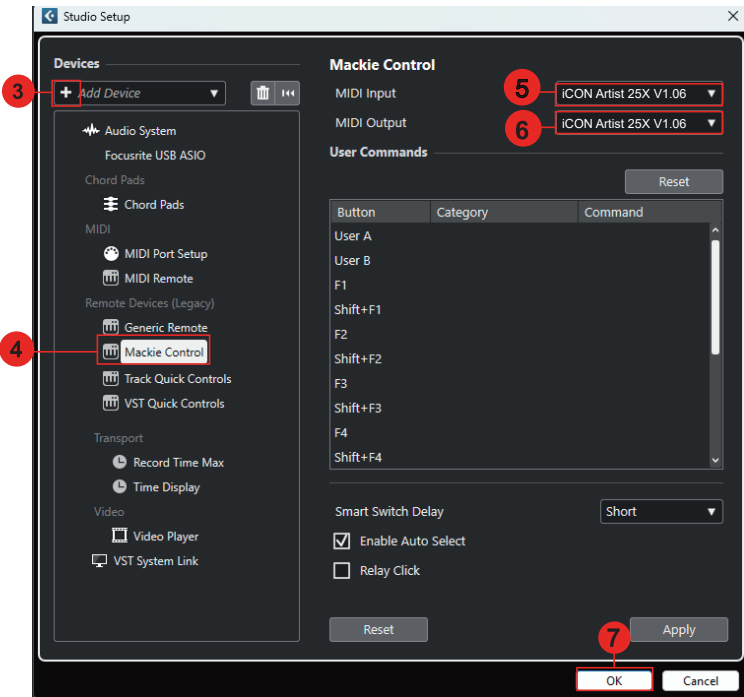 Studio Setup
Devices
3
Add Device
Audio System
Focusrite USB ASIO
Chord Pads
Chord Pads
MIDI
MIDI Port Setup
MIDI Remote
Remote Devices (Legacy)
Generic Remote
4
Mackie Control
Track Quick Controls
VST Quick Controls
Transport
Record Time Max
Time Display
Video
Video Player
VST System Link
Mackie Control
MIDI Input
5
iCON Artist 25X V1.06
MIDI Output
6
iCON Artist 25X V1.06
User Commands
Reset
Button Category Command
User A
User B
F1
Shift+F1
F2
Shift+F2
F3
Shift+F3
F4
Shift+F4
Smart Switch Delay Short
Enable Auto Select
Relay Click
Reset
Apply
7
OK
Cancel